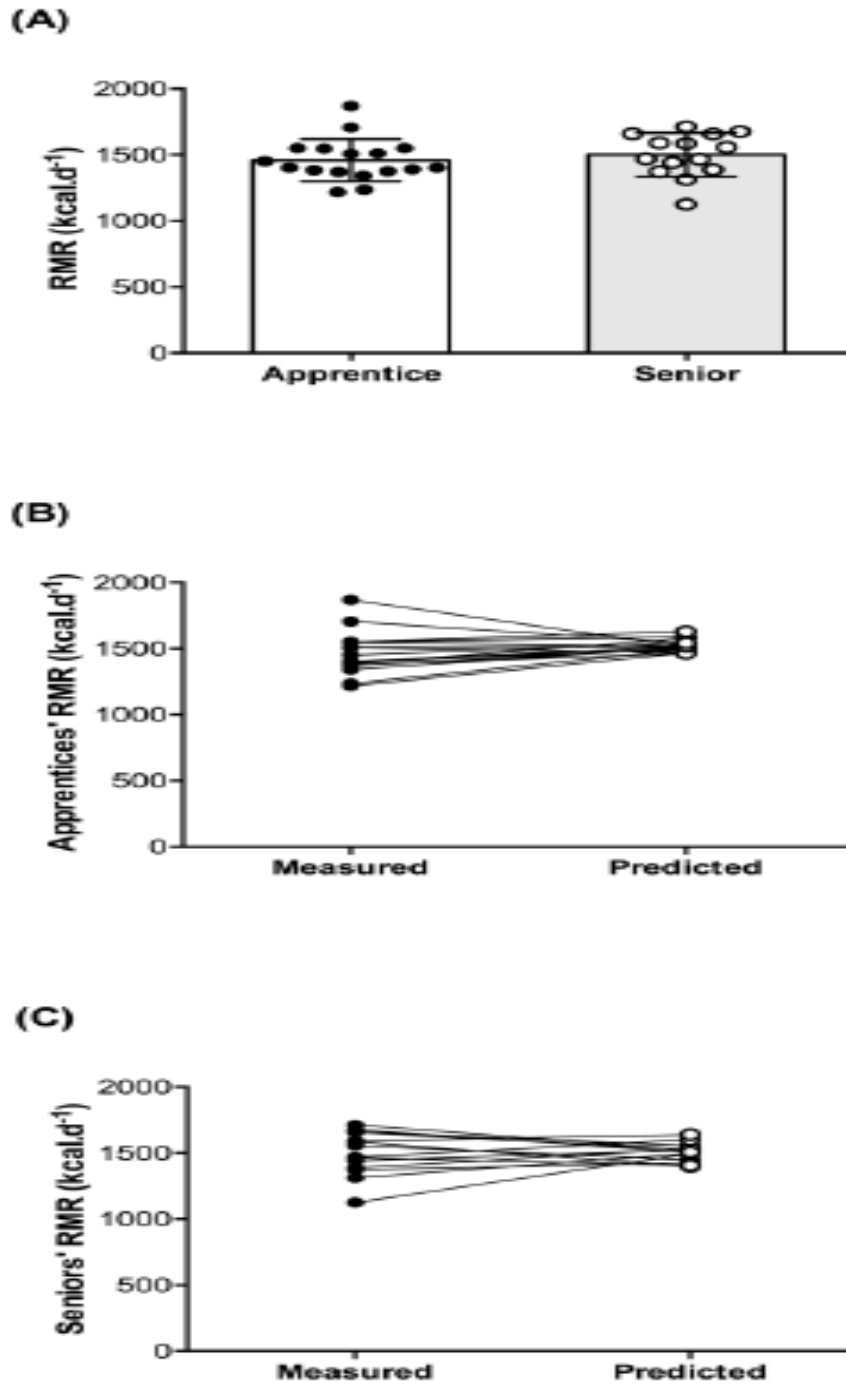 (A)
RMR (kcal.d-1)
2000
1500
1000
500
0
Apprentice Senior
(B)
Apprentices' RMR (kcal.d-1)
2000
1500
1000
500
0
Measured Predicted
(C)
Seniors' RMR (kcal.d-1)
2000
1500
1000
500
0
Measured Predicted